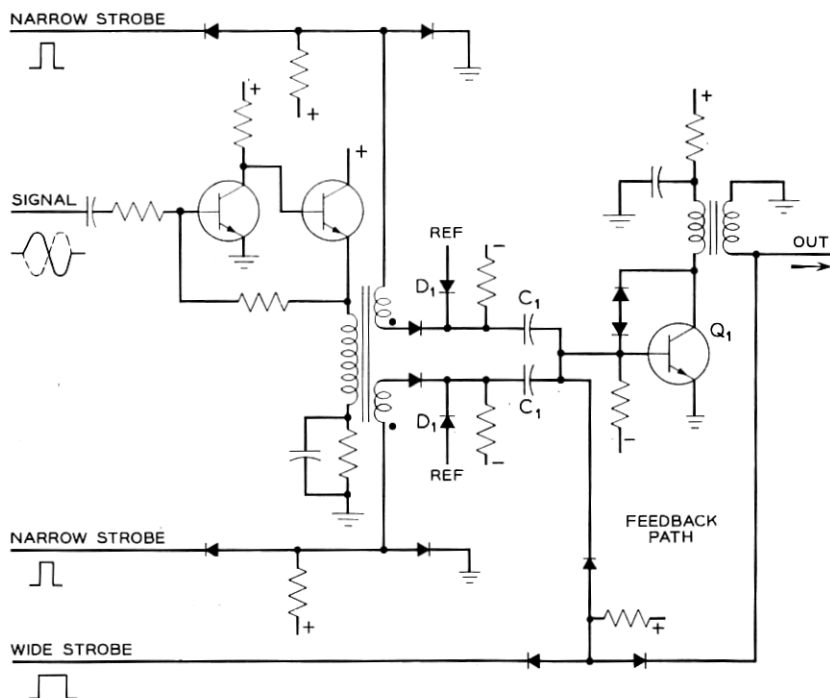 NARROW STROBE
+
+
+
+
SIGNAL
REF
−
D1
C1
Q1
OUT
C1
D1
−
−
REF
FEEDBACK
PATH
NARROW STROBE
+
+
WIDE STROBE